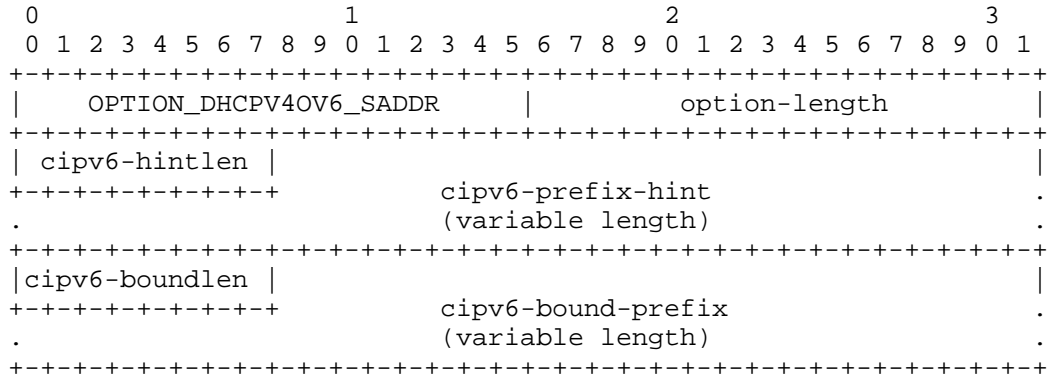 0                   1                   2                   3
 0 1 2 3 4 5 6 7 8 9 0 1 2 3 4 5 6 7 8 9 0 1 2 3 4 5 6 7 8 9 0 1
+-+-+-+-+-+-+-+-+-+-+-+-+-+-+-+-+-+-+-+-+-+-+-+-+-+-+-+-+-+-+-+-+
|    OPTION_DHCPV4OV6_SADDR     |         option-length         |
+-+-+-+-+-+-+-+-+-+-+-+-+-+-+-+-+-+-+-+-+-+-+-+-+-+-+-+-+-+-+-+-+
| cipv6-hintlen |                                               |
+-+-+-+-+-+-+-+-+          cipv6-prefix-hint                    .
.                          (variable length)                    .
+-+-+-+-+-+-+-+-+-+-+-+-+-+-+-+-+-+-+-+-+-+-+-+-+-+-+-+-+-+-+-+-+
|cipv6-boundlen |                                               |
+-+-+-+-+-+-+-+-+          cipv6-bound-prefix                   .
.                          (variable length)                    .
+-+-+-+-+-+-+-+-+-+-+-+-+-+-+-+-+-+-+-+-+-+-+-+-+-+-+-+-+-+-+-+-+